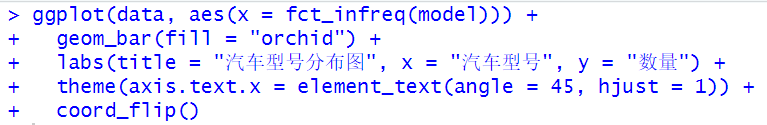 > ggplot(data, aes(x = fct_infreq(model))) +
+   geom_bar(fill = "orchid") +
+   labs(title = "汽车型号分布图", x = "汽车型号", y = "数量") +
+   theme(axis.text.x = element_text(angle = 45, hjust = 1)) +
+   coord_flip()